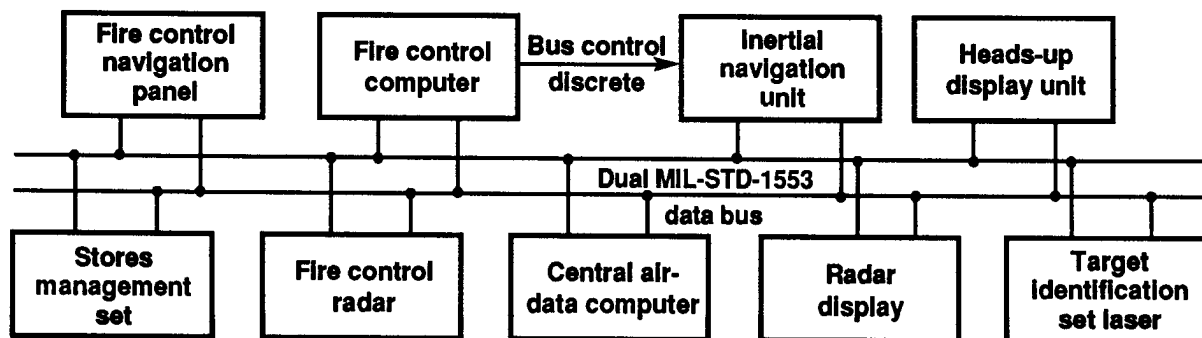 Fire control
navigation
panel
Fire control
computer
Bus control
discrete
Inertial
navigation
unit
Heads-up
display unit
Dual MIL-STD-1553
data bus
Stores
management
set
Fire control
radar
Central air-
data computer
Radar
display
Target
identification
set laser